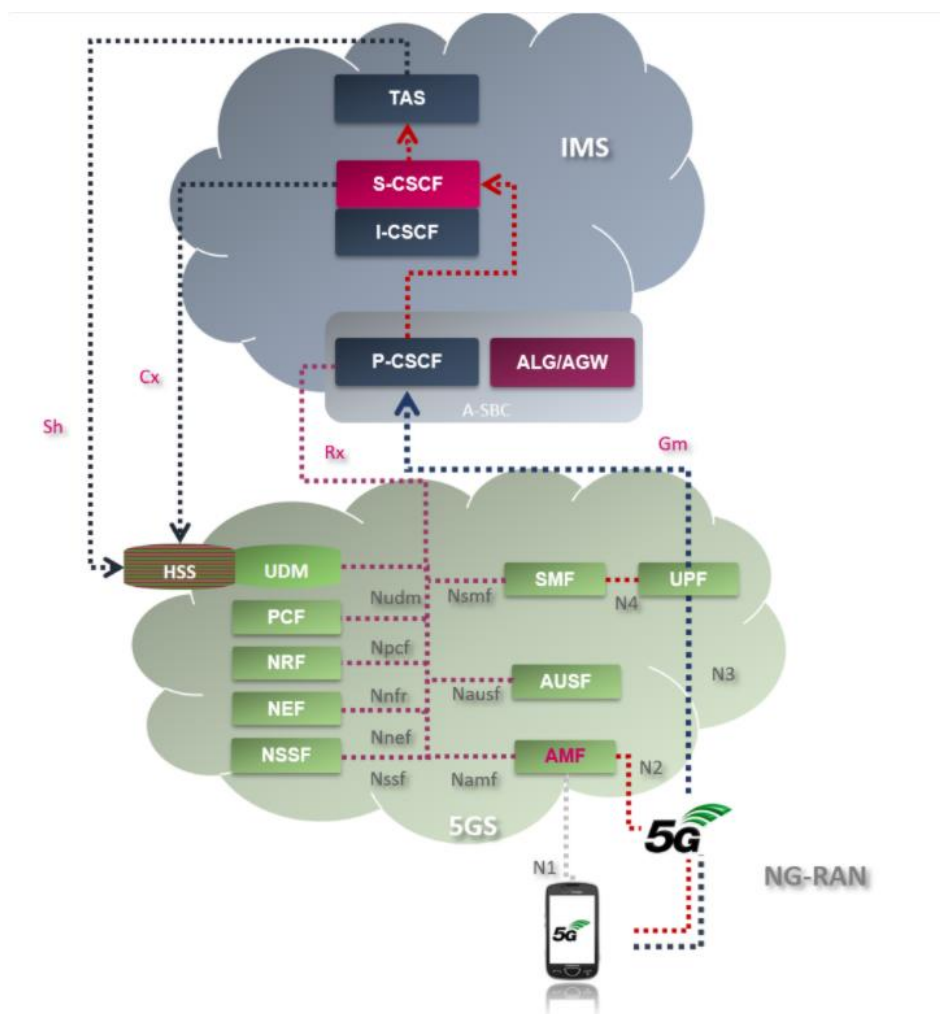 TAS
IMS
S-CSCF
I-CSCF
P-CSCF
ALG/AGW
A-SBC
Cx
Sh
Rx
Gm
HSS
UDM
SMF
UPF
Nudm
Nsmf
N4
PCF
Npcf
NRF
N3
AUSF
Nnfr
Nausf
NEF
Nnef
NSSF
AMF
N2
Nssf
Namf
5GS
5G
N1
NG-RAN
5G